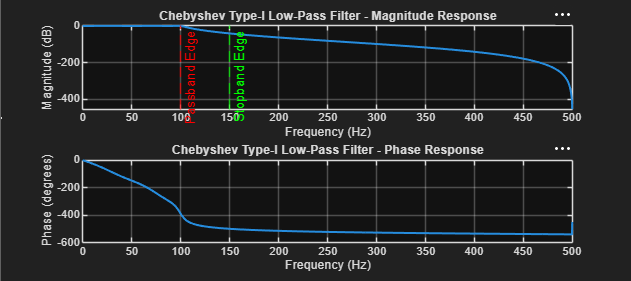 Chebyshev Type-I Low-Pass Filter - Magnitude Response
Magnitude (dB)
0
-200
-400
Passband Edge
Stopband Edge
0 50 100 150 200 250 300 350 400 450 500
Frequency (Hz)
Chebyshev Type-I Low-Pass Filter - Phase Response
Phase (degrees)
0
-200
-400
-600
0 50 100 150 200 250 300 350 400 450 500
Frequency (Hz)